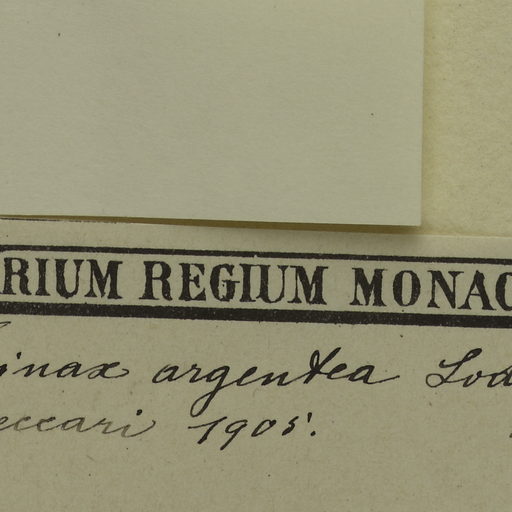 RIUM REGIUM MONAC
inax argentea Lod
eccari 1905.